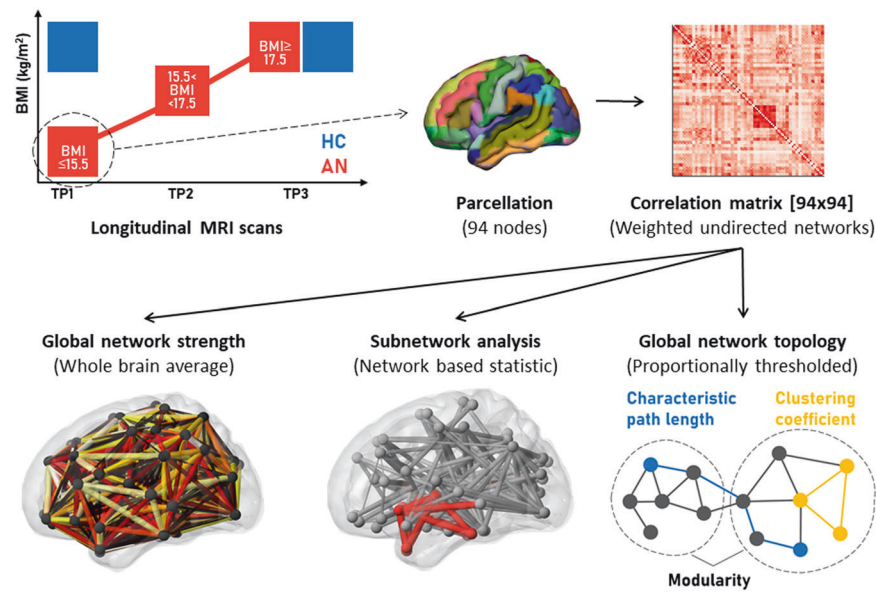 BMI (kg/m²)
BMI≥
17.5
15.5<
BMI
<17.5
BMI
≤15.5
HC
AN
TP1
TP2
TP3
Longitudinal MRI scans
Parcellation
(94 nodes)
Correlation matrix [94x94]
(Weighted undirected networks)
Global network strength
(Whole brain average)
Subnetwork analysis
(Network based statistic)
Global network topology
(Proportionally thresholded)
Characteristic
path length
Clustering
coefficient
Modularity